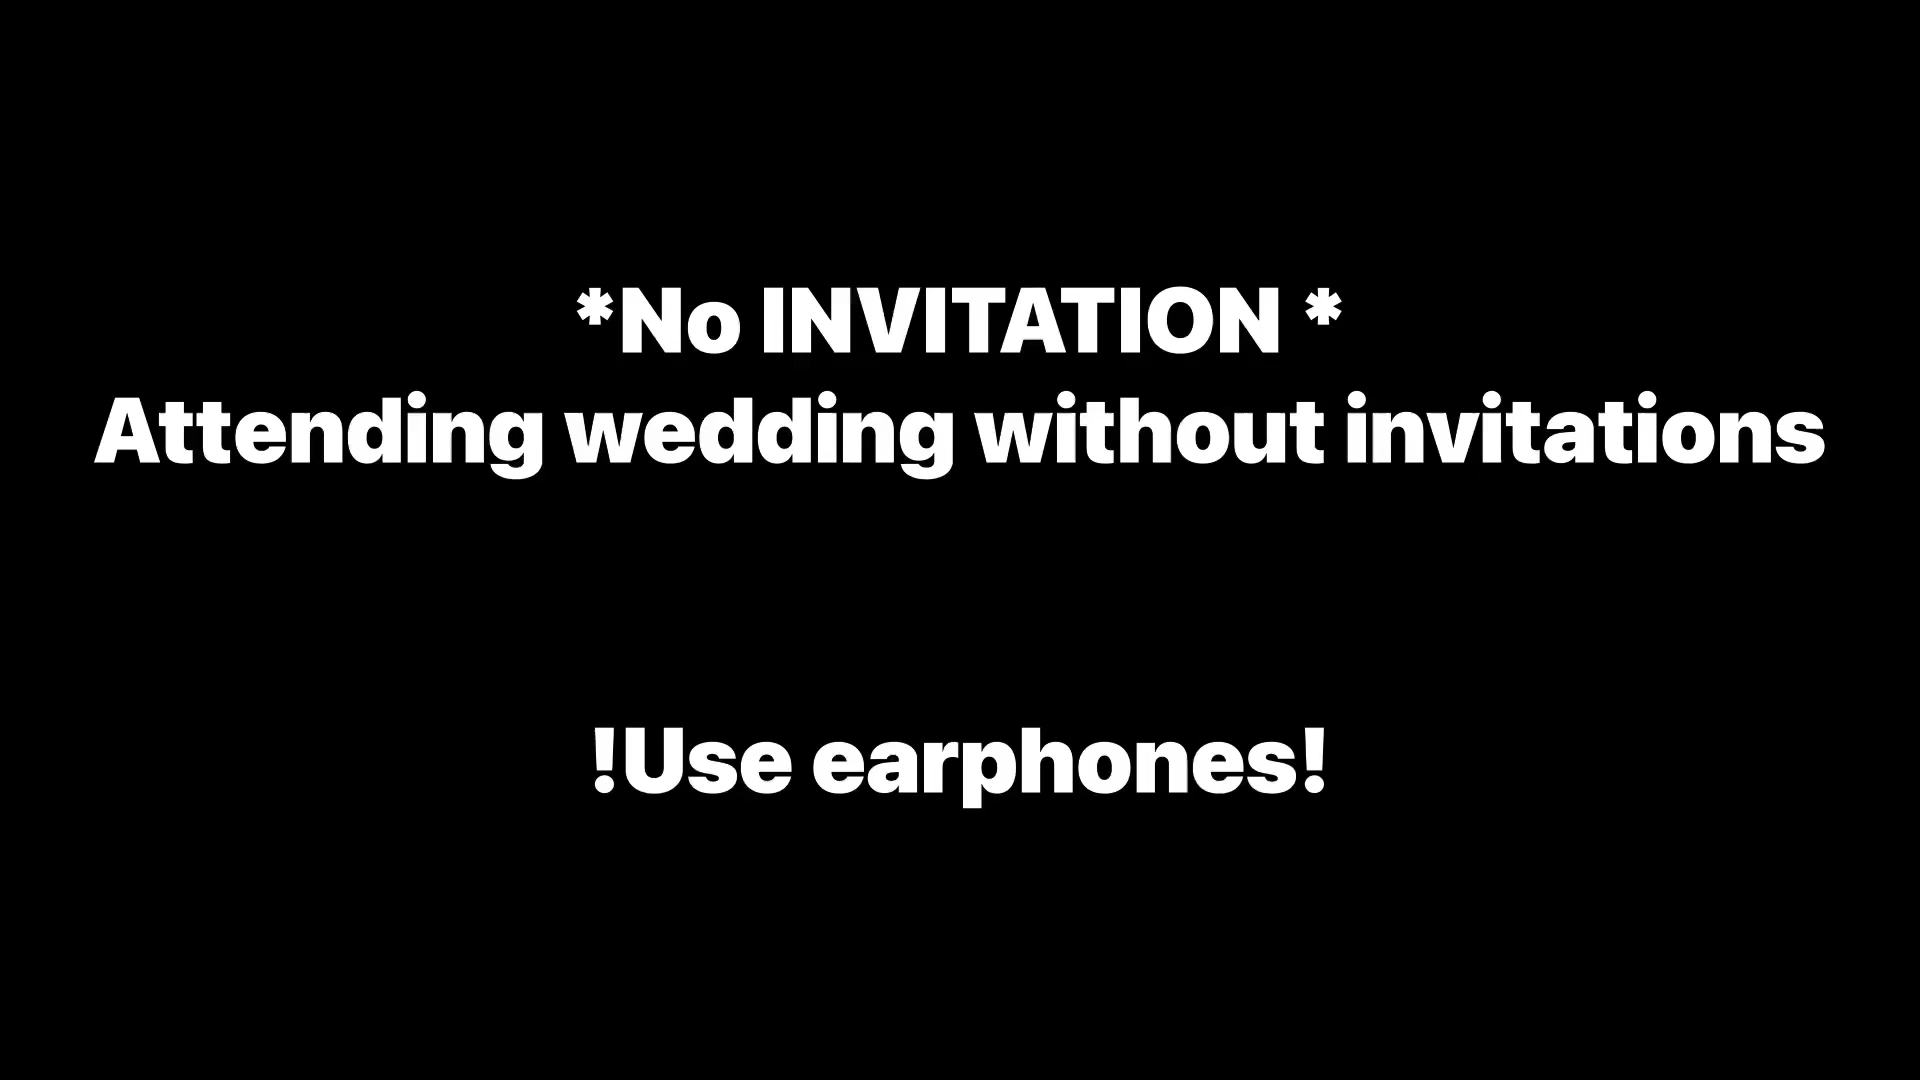 *No INVITATION *
Attending wedding without invitations
!Use earphones!